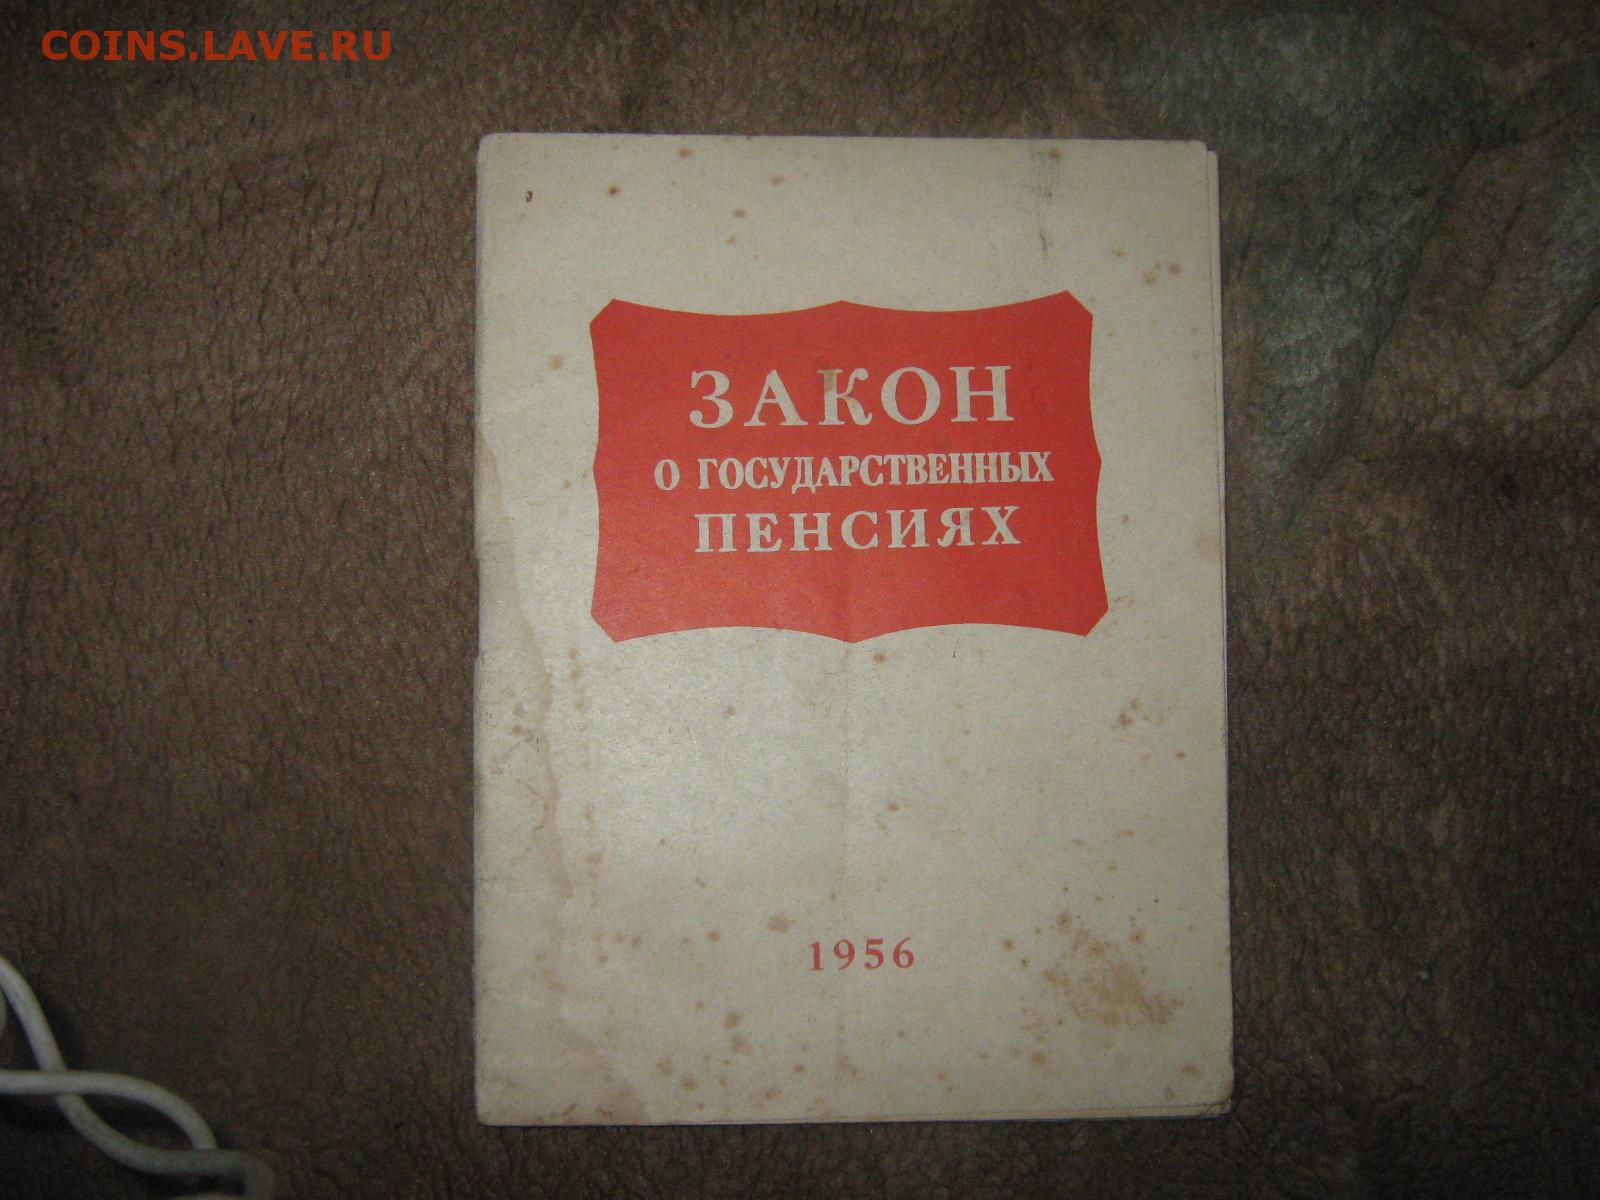 COINS.LAVE.RU
ЗАКОН
О ГОСУДАРСТВЕННЫХ
ПЕНСИЯХ
1956